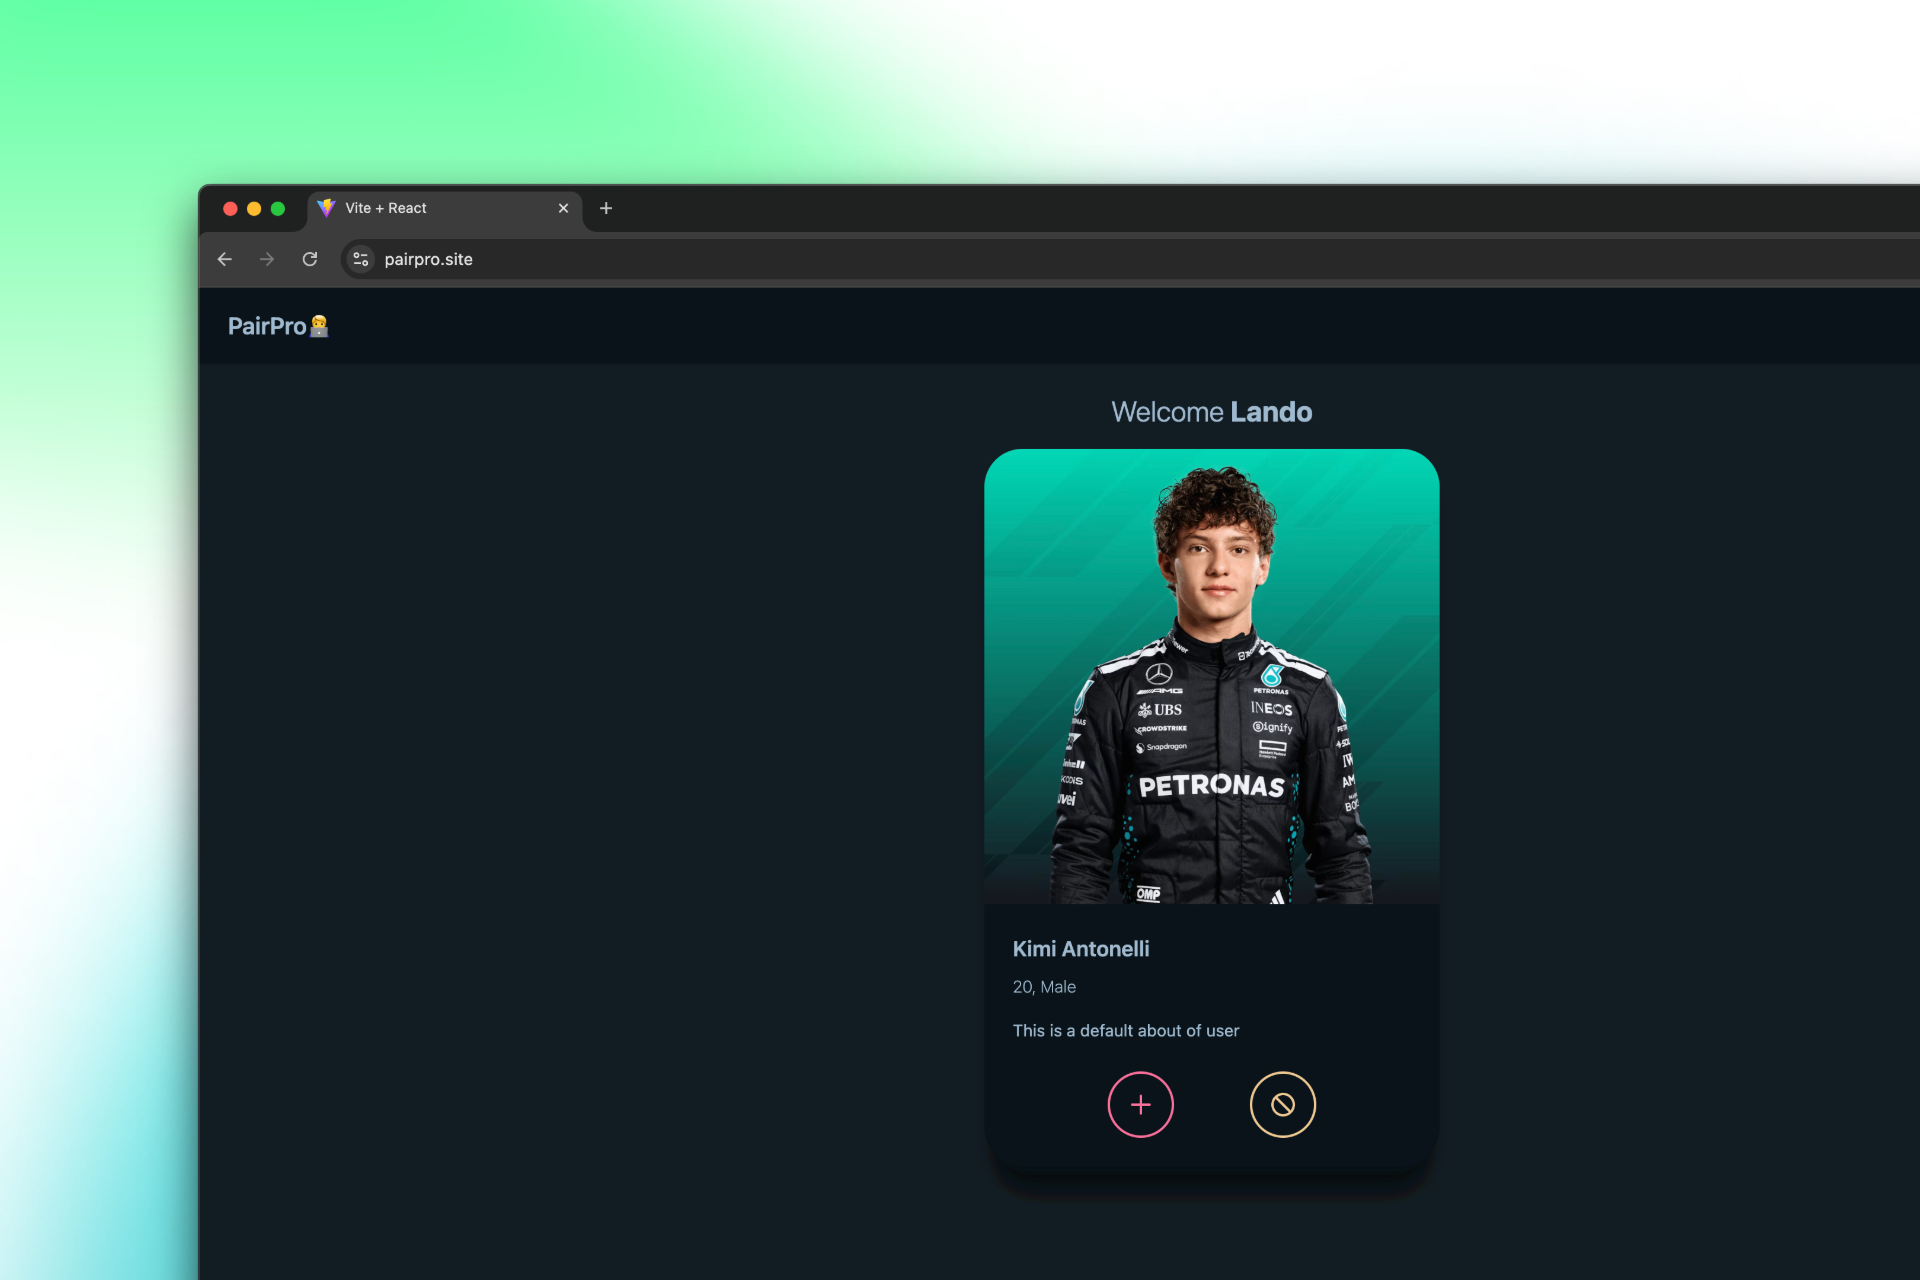 Vite + React
pairpro.site
PairPro
Welcome Lando
PETRONAS
AMG
UBS
INEOS
CROWDSTRIKE
signify
Snapdragon
PETRONAS
OMP
Kimi Antonelli
20, Male
This is a default about of user